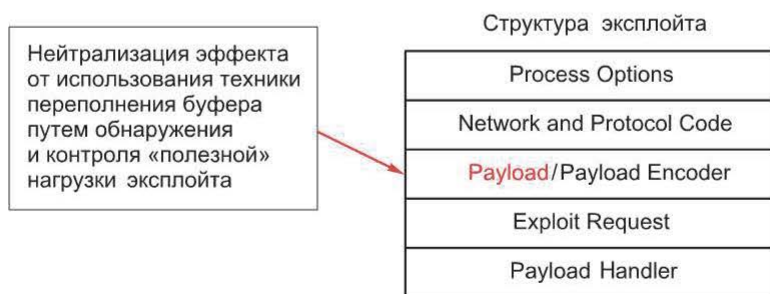 Нейтрализация эффекта
от использования техники
переполнения буфера
путем обнаружения
и контроля «полезной»
нагрузки эксплойта
Структура эксплойта
Process Options
Network and Protocol Code
Payload/Payload Encoder
Exploit Request
Payload Handler